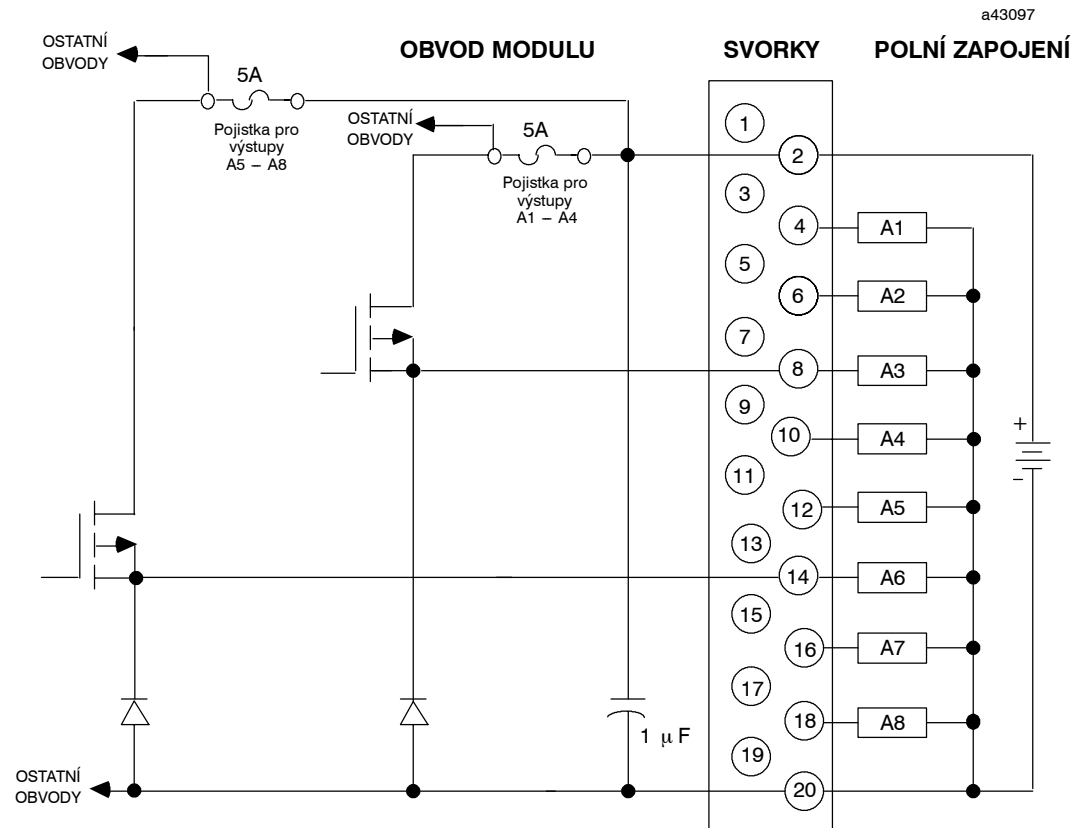 a43097
OSTATNÍ
OBVODY
OBVOD MODULU
SVORKY
POLNÍ ZAPOJENÍ
5A
Pojistka pro
výstupy
A5 – A8
OSTATNÍ
OBVODY
5A
Pojistka pro
výstupy
A1 – A4
1
2
3
4
A1
5
6
A2
7
8
A3
9
10
A4
+
–
11
12
A5
13
14
A6
15
16
A7
17
18
A8
1 μF
19
20
OSTATNÍ
OBVODY